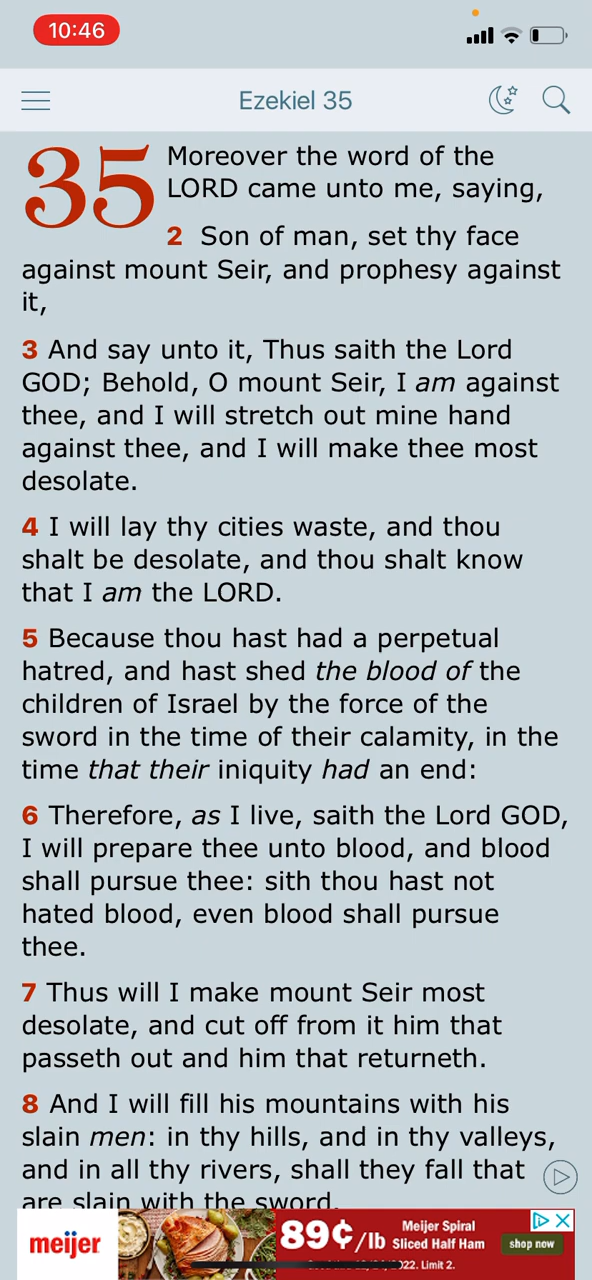 10:46
Ezekiel 35
35 Moreover the word of the
LORD came unto me, saying,
2 Son of man, set thy face
against mount Seir, and prophesy against
it,
3 And say unto it, Thus saith the Lord
GOD; Behold, O mount Seir, I am against
thee, and I will stretch out mine hand
against thee, and I will make thee most
desolate.
4 I will lay thy cities waste, and thou
shalt be desolate, and thou shalt know
that I am the LORD.
5 Because thou hast had a perpetual
hatred, and hast shed the blood of the
children of Israel by the force of the
sword in the time of their calamity, in the
time that their iniquity had an end:
6 Therefore, as I live, saith the Lord GOD,
I will prepare thee unto blood, and blood
shall pursue thee: sith thou hast not
hated blood, even blood shall pursue
thee.
7 Thus will I make mount Seir most
desolate, and cut off from it him that
passeth out and him that returneth.
8 And I will fill his mountains with his
slain men: in thy hills, and in thy valleys,
and in all thy rivers, shall they fall that
are slain with the sword.
meijer
89¢/lb
Meijer Spiral
Sliced Half Ham
shop now
Limit 2.